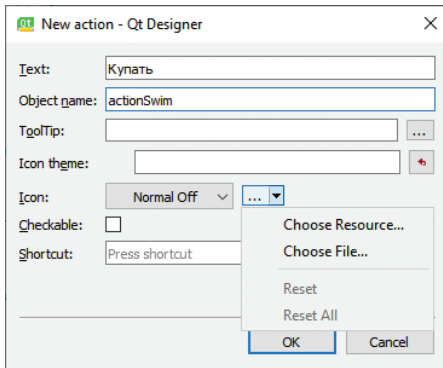 New action - Qt Designer
Text: Купать
Object name: actionSwim
ToolTip: ...
Icon theme:
Icon: Normal Off ...
Choose Resource...
Checkable:
Choose File...
Shortcut: Press shortcut
Reset
Reset All
OK Cancel